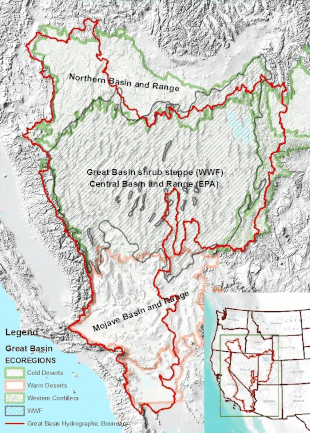 Northern Basin and Range
Great Basin shrub steppe (WWF)
Central Basin and Range (EPA)
Mojave Basin and Range
Legend
Great Basin
ECOREGIONS
Cold Deserts
Warm Deserts
Western Cordillera
WWF
Great Basin Hydrographic Boundary